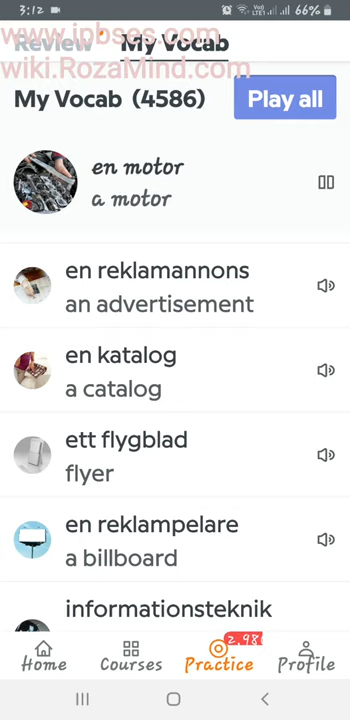 3:12
66%
www.ipbses.com
Review My Vocab
wiki.RozaMind.com
My Vocab (4586)
Play all
en motor
a motor
en reklamannons
an advertisement
en katalog
a catalog
ett flygblad
flyer
en reklampelare
a billboard
informationsteknik
Home Courses Practice Profile